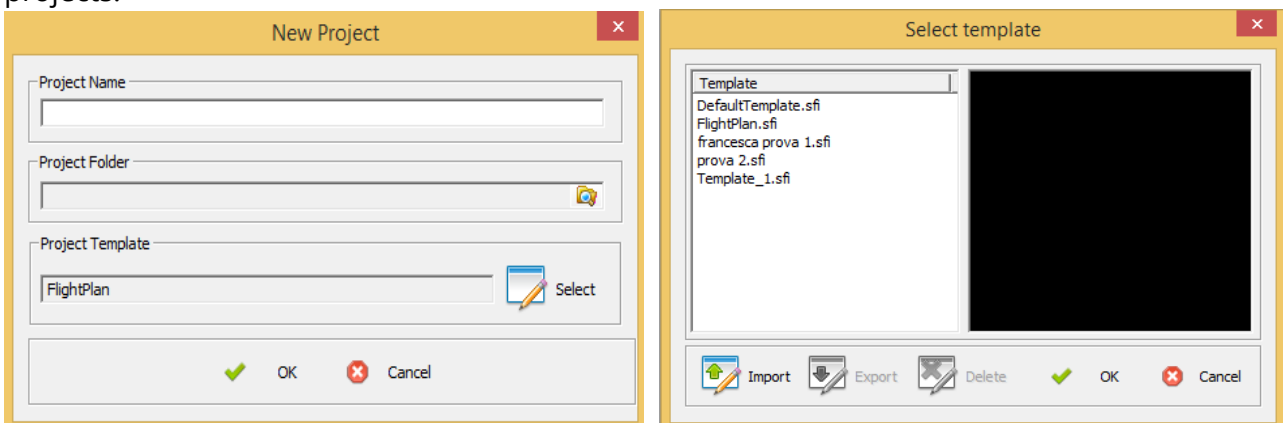 projects.
New Project
Project Name
Project Folder
Project Template
FlightPlan
Select
OK Cancel
Select template
Template
DefaultTemplate.sfi
FlightPlan.sfi
francesca prova 1.sfi
prova 2.sfi
Template_1.sfi
Import Export Delete OK Cancel